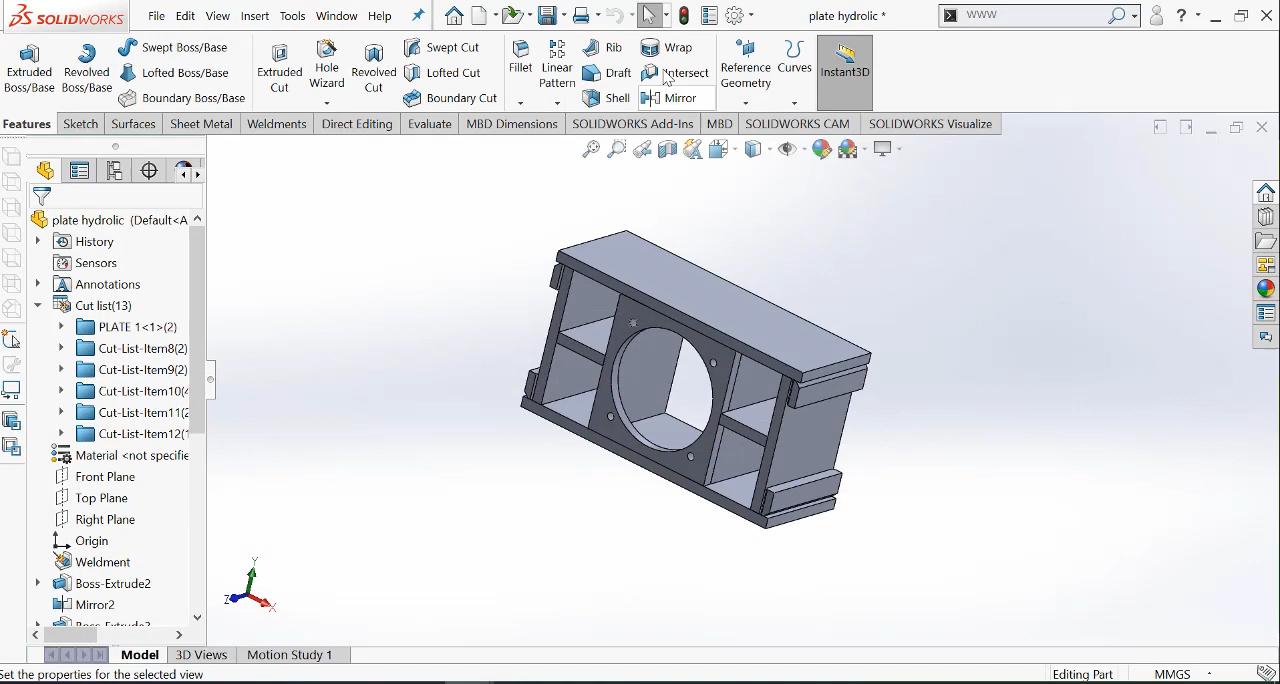 SOLIDWORKS File Edit View Insert Tools Window Help plate hydrolic * WWW ?
Extruded Boss/Base
Revolved Boss/Base
Swept Boss/Base
Lofted Boss/Base
Boundary Boss/Base
Extruded Cut
Hole Wizard
Revolved Cut
Swept Cut
Lofted Cut
Boundary Cut
Fillet
Linear Pattern
Rib
Draft
Shell
Wrap
Intersect
Mirror
Reference Geometry
Curves
Instant3D
Features Sketch Surfaces Sheet Metal Weldments Direct Editing Evaluate MBD Dimensions SOLIDWORKS Add-Ins MBD SOLIDWORKS CAM SOLIDWORKS Visualize
plate hydrolic (Default<A
History
Sensors
Annotations
Cut list(13)
PLATE 1<1>(2)
Cut-List-Item8(2)
Cut-List-Item9(2)
Cut-List-Item10(4
Cut-List-Item11(2
Cut-List-Item12(1
Material <not specifie
Front Plane
Top Plane
Right Plane
Origin
Weldment
Boss-Extrude2
Mirror2
Y
Z
X
Model 3D Views Motion Study 1
Set the properties for the selected view Editing Part MMGS